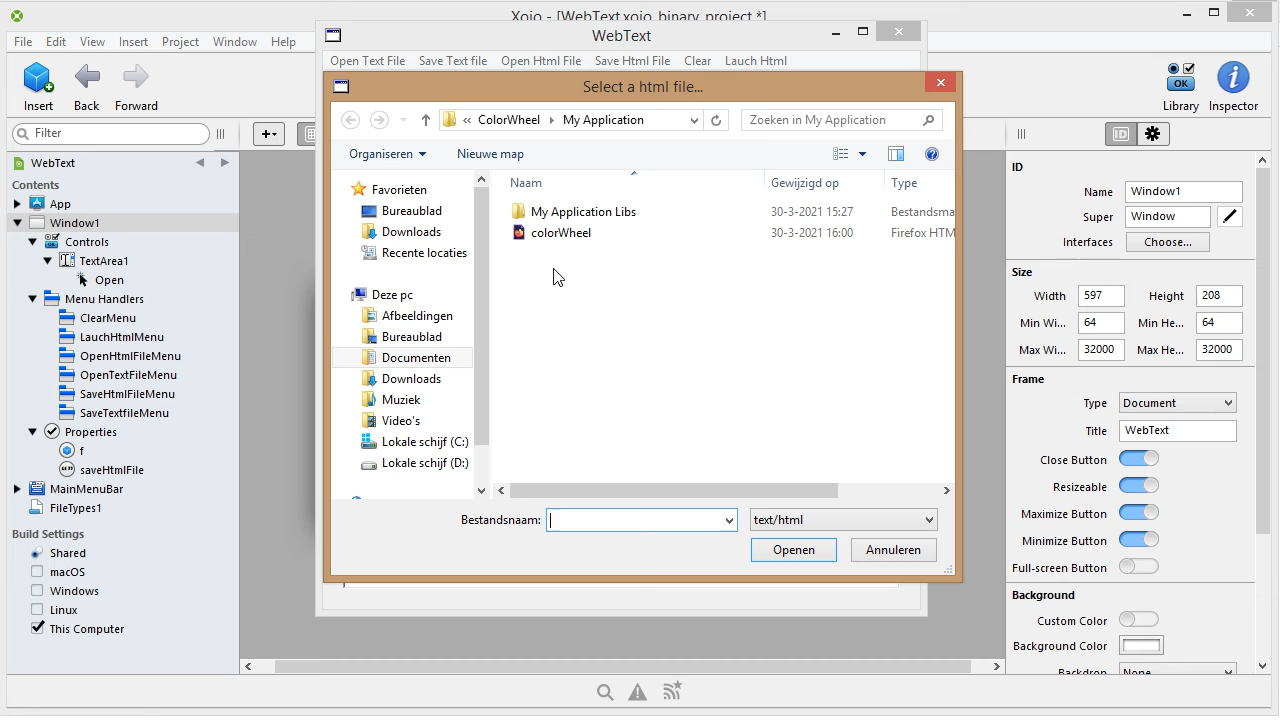 Xojo - [WebText.xojo_binary_project *]
File Edit View Insert Project Window Help
Insert Back Forward
Filter
WebText
Contents
App
Window1
Controls
TextArea1
Open
Menu Handlers
ClearMenu
LauchHtmlMenu
OpenHtmlFileMenu
OpenTextFileMenu
SaveHtmlFileMenu
SaveTextfileMenu
Properties
f
saveHtmlFile
MainMenuBar
FileTypes1
Build Settings
Shared
macOS
Windows
Linux
This Computer
WebText
Open Text File Save Text file Open Html File Save Html File Clear Lauch Html
Select a html file...
« ColorWheel My Application
Zoeken in My Application
Organiseren Nieuwe map
Favorieten
Bureaublad
Downloads
Recente locaties
Deze pc
Afbeeldingen
Bureaublad
Documenten
Downloads
Muziek
Video's
Lokale schijf (C:)
Lokale schijf (D:)
Naam Gewijzigd op Type
My Application Libs 30-3-2021 15:27 Bestandsma
colorWheel 30-3-2021 16:00 Firefox HTM
Bestandsnaam: text/html
Openen Annuleren
OK
Library Inspector
ID
ID
Name Window1
Super Window
Interfaces Choose...
Size
Width 597 Height 208
Min Wi... 64 Min He... 64
Max Wi... 32000 Max He... 32000
Frame
Type Document
Title WebText
Close Button
Resizeable
Maximize Button
Minimize Button
Full-screen Button
Background
Custom Color
Background Color
Backdrop None